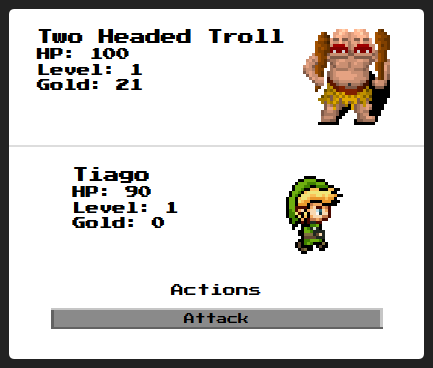 Two Headed Troll
HP: 100
Level: 1
Gold: 21
Tiago
HP: 90
Level: 1
Gold: 0
Actions
Attack